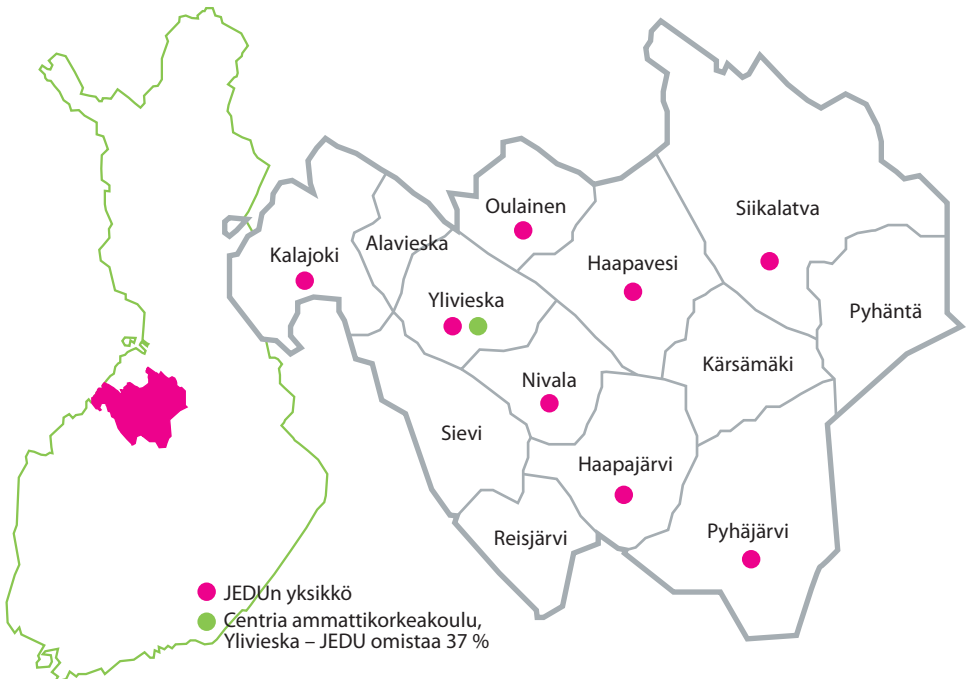 Oulainen
Siikalatva
Alavieska
Kalajoki
Haapavesi
Ylivieska
Pyhäntä
Kärsämäki
Nivala
Sievi
Haapajärvi
Reisjärvi
Pyhäjärvi
JEDUn yksikkö
Centria ammattikorkeakoulu,
Ylivieska – JEDU omistaa 37 %